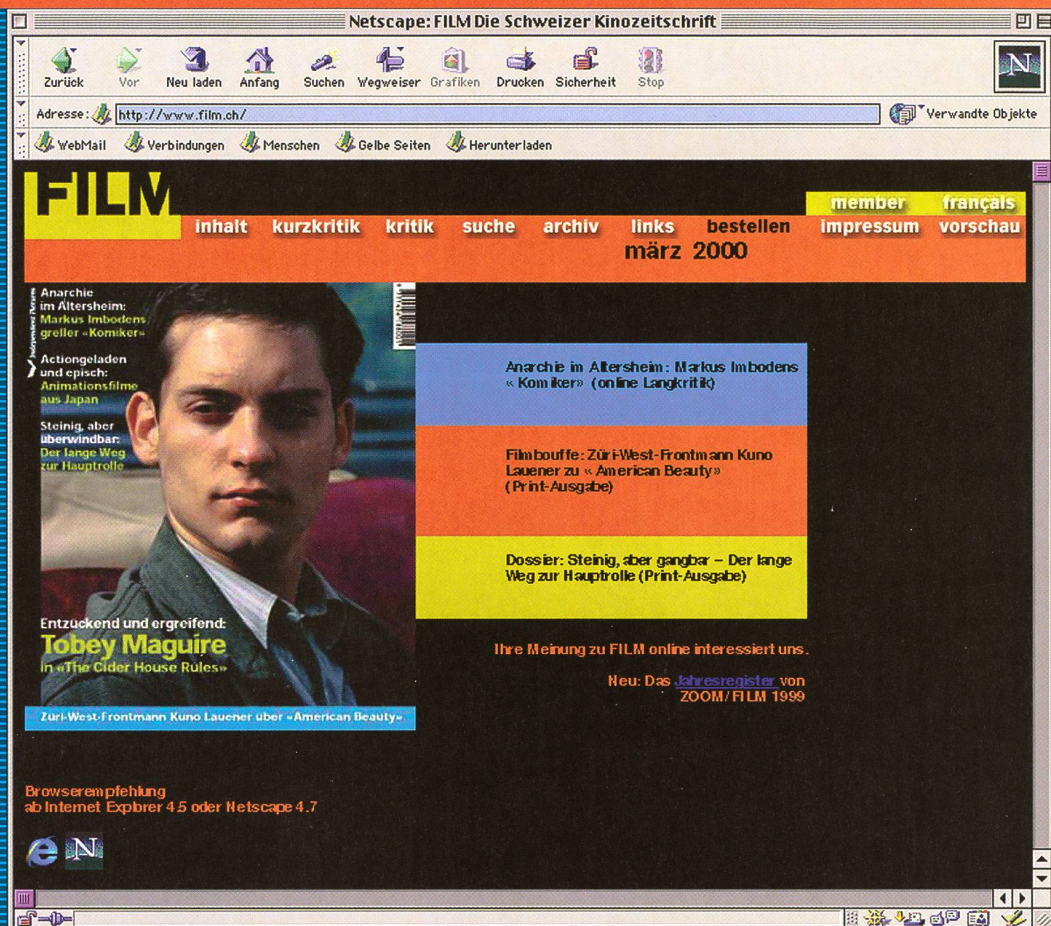 Netscape: FILM Die Schweizer Kinozeitschrift
Zurück Vor Neu laden Anfang Suchen Wegweiser Grafiken Drucken Sicherheit Stop
N
Adresse: http://www.film.ch/ Verwandte Objekte
WebMail Verbindungen Menschen Gelbe Seiten Herunterladen
FILM
member français
inhalt kurzkritik kritik suche archiv links bestellen impressum vorschau
märz 2000
Anarchie
im Altersheim:
Markus Imbodens
greller «Komiker»
Actiongeladen
und episch:
Animationsfilme
aus Japan
Steinig, aber
überwindbar:
Der lange Weg
zur Hauptrolle
Entzückend und ergreifend:
Tobey Maguire
in «The Cider House Rules»
Züri-West-Frontmann Kuno Lauener über «American Beauty»
Anarchie im Altersheim: Markus Imbodens
«Komiker» (online Langkritik)
Filmbouffe: Züri-West-Frontmann Kuno
Lauener zu «American Beauty»
(Print-Ausgabe)
Dossier: Steinig, aber gangbar – Der lange
Weg zur Hauptrolle (Print-Ausgabe)
Ihre Meinung zu FILM online interessiert uns.
Neu: Das Jahresregister von
ZOOM/FILM 1999
Browserempfehlung
ab Internet Explorer 4.5 oder Netscape 4.7
N